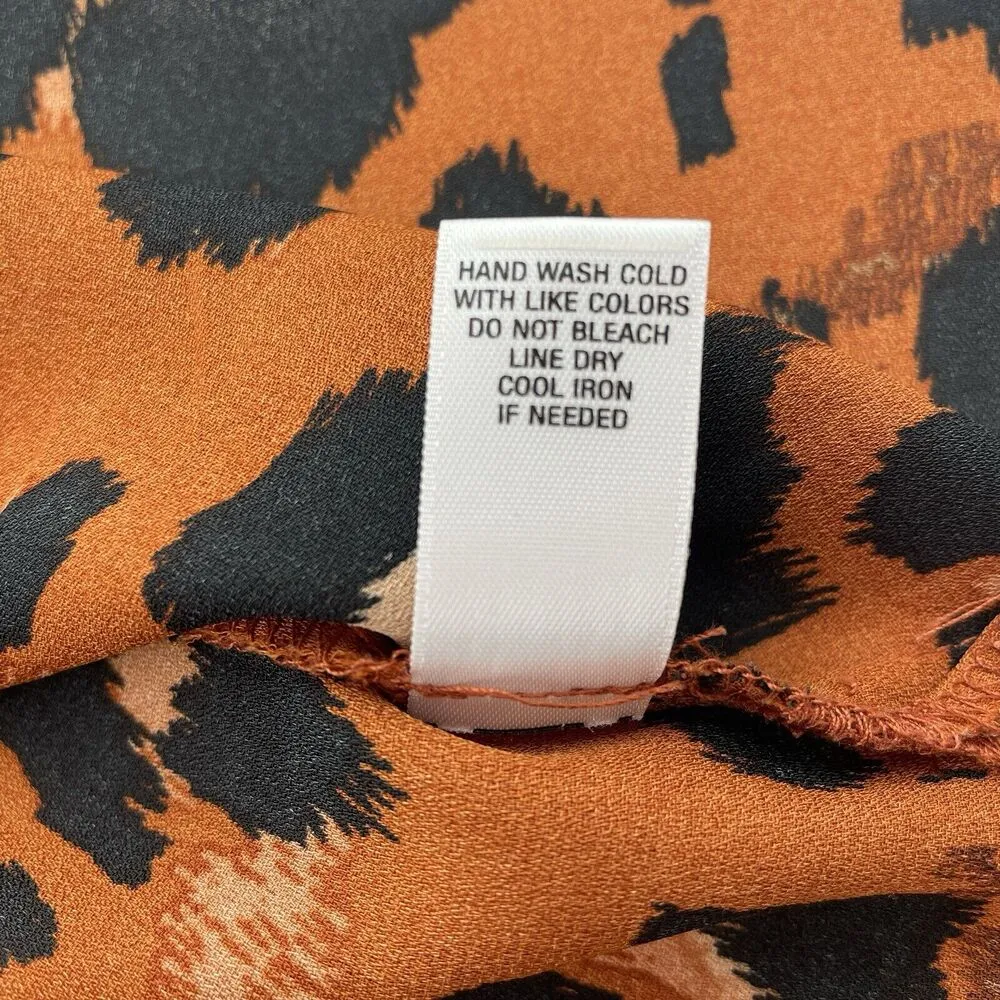 HAND WASH COLD
WITH LIKE COLORS
DO NOT BLEACH
LINE DRY
COOL IRON
IF NEEDED